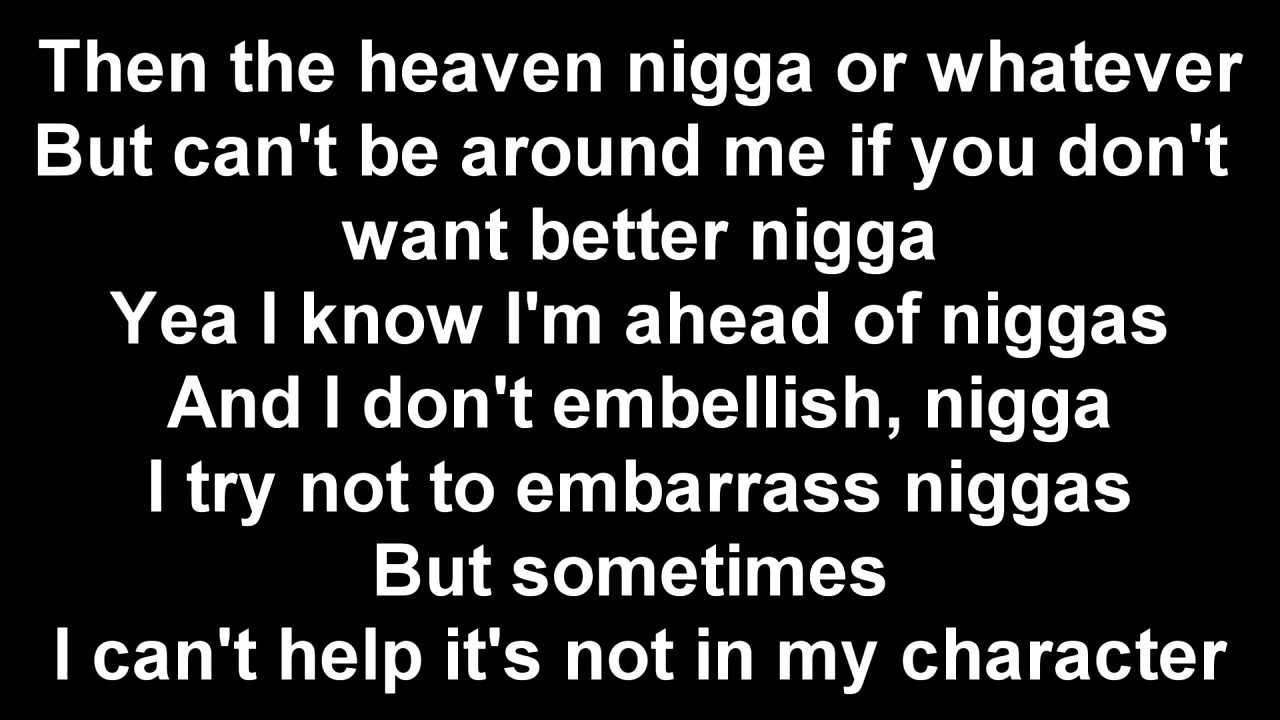 Then the heaven nigga or whatever
But can't be around me if you don't
want better nigga
Yea I know I'm ahead of niggas
And I don't embellish, nigga
I try not to embarrass niggas
But sometimes
I can't help it's not in my character